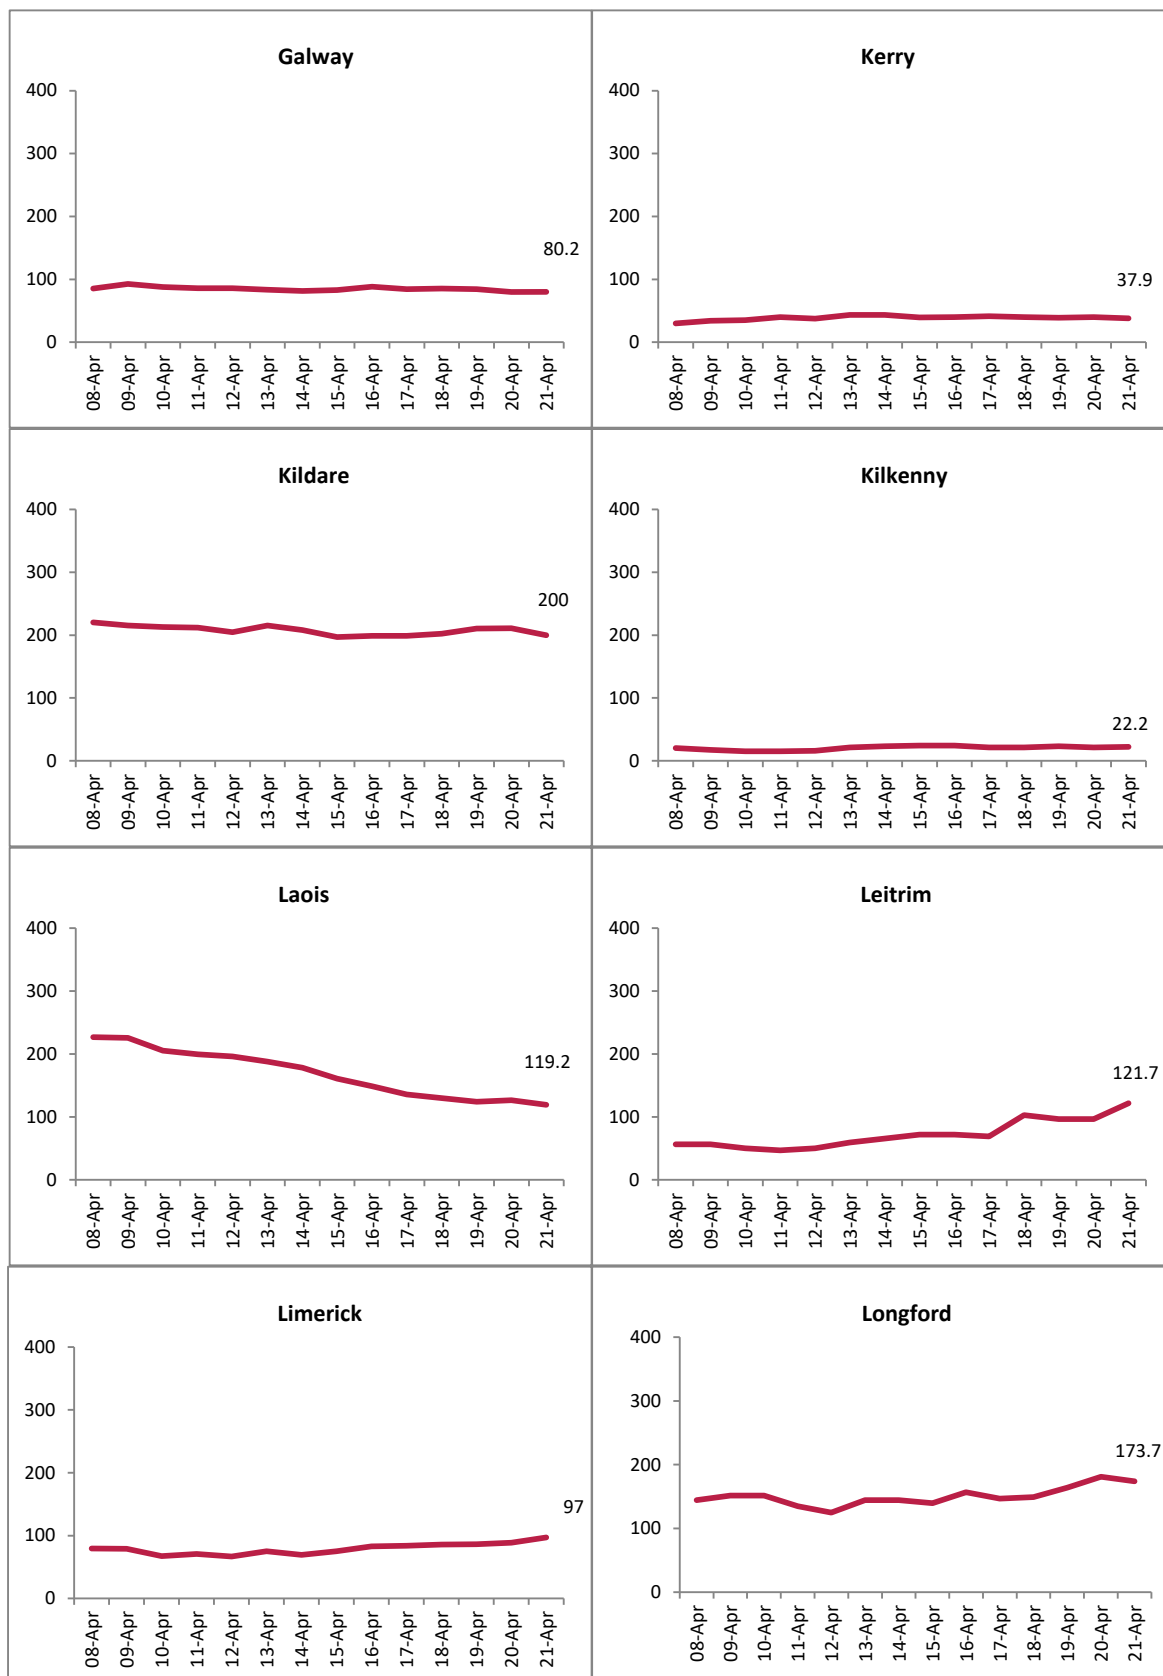 Galway
400
300
200
100
0
80.2
08-Apr
09-Apr
10-Apr
11-Apr
12-Apr
13-Apr
14-Apr
15-Apr
16-Apr
17-Apr
18-Apr
19-Apr
20-Apr
21-Apr
Kerry
400
300
200
100
0
37.9
08-Apr
09-Apr
10-Apr
11-Apr
12-Apr
13-Apr
14-Apr
15-Apr
16-Apr
17-Apr
18-Apr
19-Apr
20-Apr
21-Apr
Kildare
400
300
200
100
0
200
08-Apr
09-Apr
10-Apr
11-Apr
12-Apr
13-Apr
14-Apr
15-Apr
16-Apr
17-Apr
18-Apr
19-Apr
20-Apr
21-Apr
Kilkenny
400
300
200
100
0
22.2
08-Apr
09-Apr
10-Apr
11-Apr
12-Apr
13-Apr
14-Apr
15-Apr
16-Apr
17-Apr
18-Apr
19-Apr
20-Apr
21-Apr
Laois
400
300
200
100
0
119.2
08-Apr
09-Apr
10-Apr
11-Apr
12-Apr
13-Apr
14-Apr
15-Apr
16-Apr
17-Apr
18-Apr
19-Apr
20-Apr
21-Apr
Leitrim
400
300
200
100
0
121.7
08-Apr
09-Apr
10-Apr
11-Apr
12-Apr
13-Apr
14-Apr
15-Apr
16-Apr
17-Apr
18-Apr
19-Apr
20-Apr
21-Apr
Limerick
400
300
200
100
0
97
08-Apr
09-Apr
10-Apr
11-Apr
12-Apr
13-Apr
14-Apr
15-Apr
16-Apr
17-Apr
18-Apr
19-Apr
20-Apr
21-Apr
Longford
400
300
200
100
0
173.7
08-Apr
09-Apr
10-Apr
11-Apr
12-Apr
13-Apr
14-Apr
15-Apr
16-Apr
17-Apr
18-Apr
19-Apr
20-Apr
21-Apr